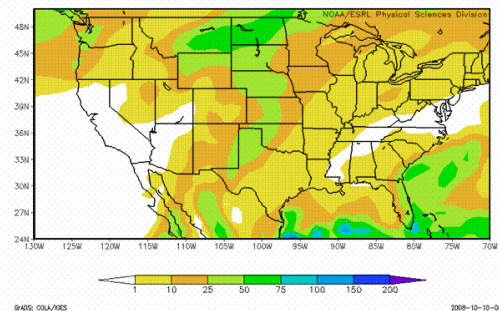 NOAA/ESRL Physical Sciences Division
48N
45N
42N
39N
36N
33N
30N
27N
24N
130W 125W 120W 115W 110W 105W 100W 95W 90W 85W 80W 75W 70W
1 10 25 50 75 100 150 200
GrADS: COLA/IGES